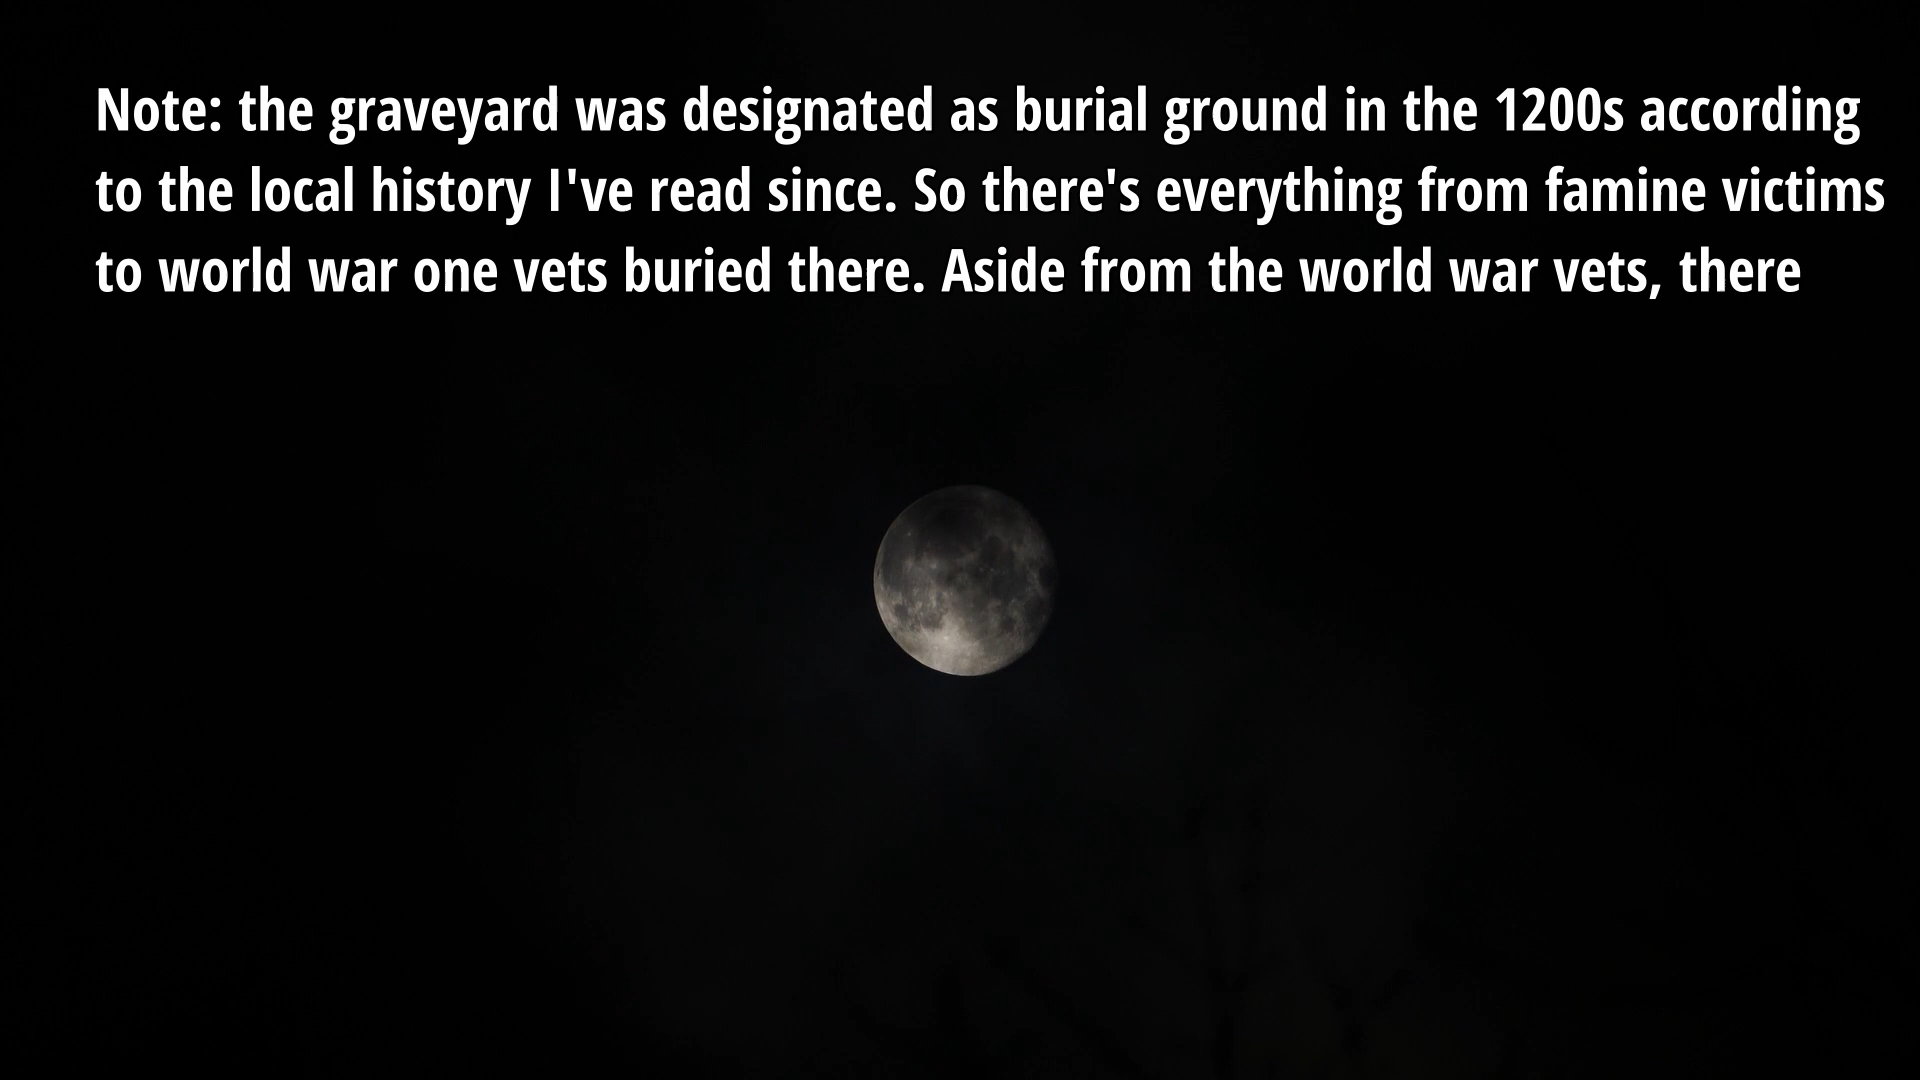 Note: the graveyard was designated as burial ground in the 1200s according
to the local history I've read since. So there's everything from famine victims
to world war one vets buried there. Aside from the world war vets, there